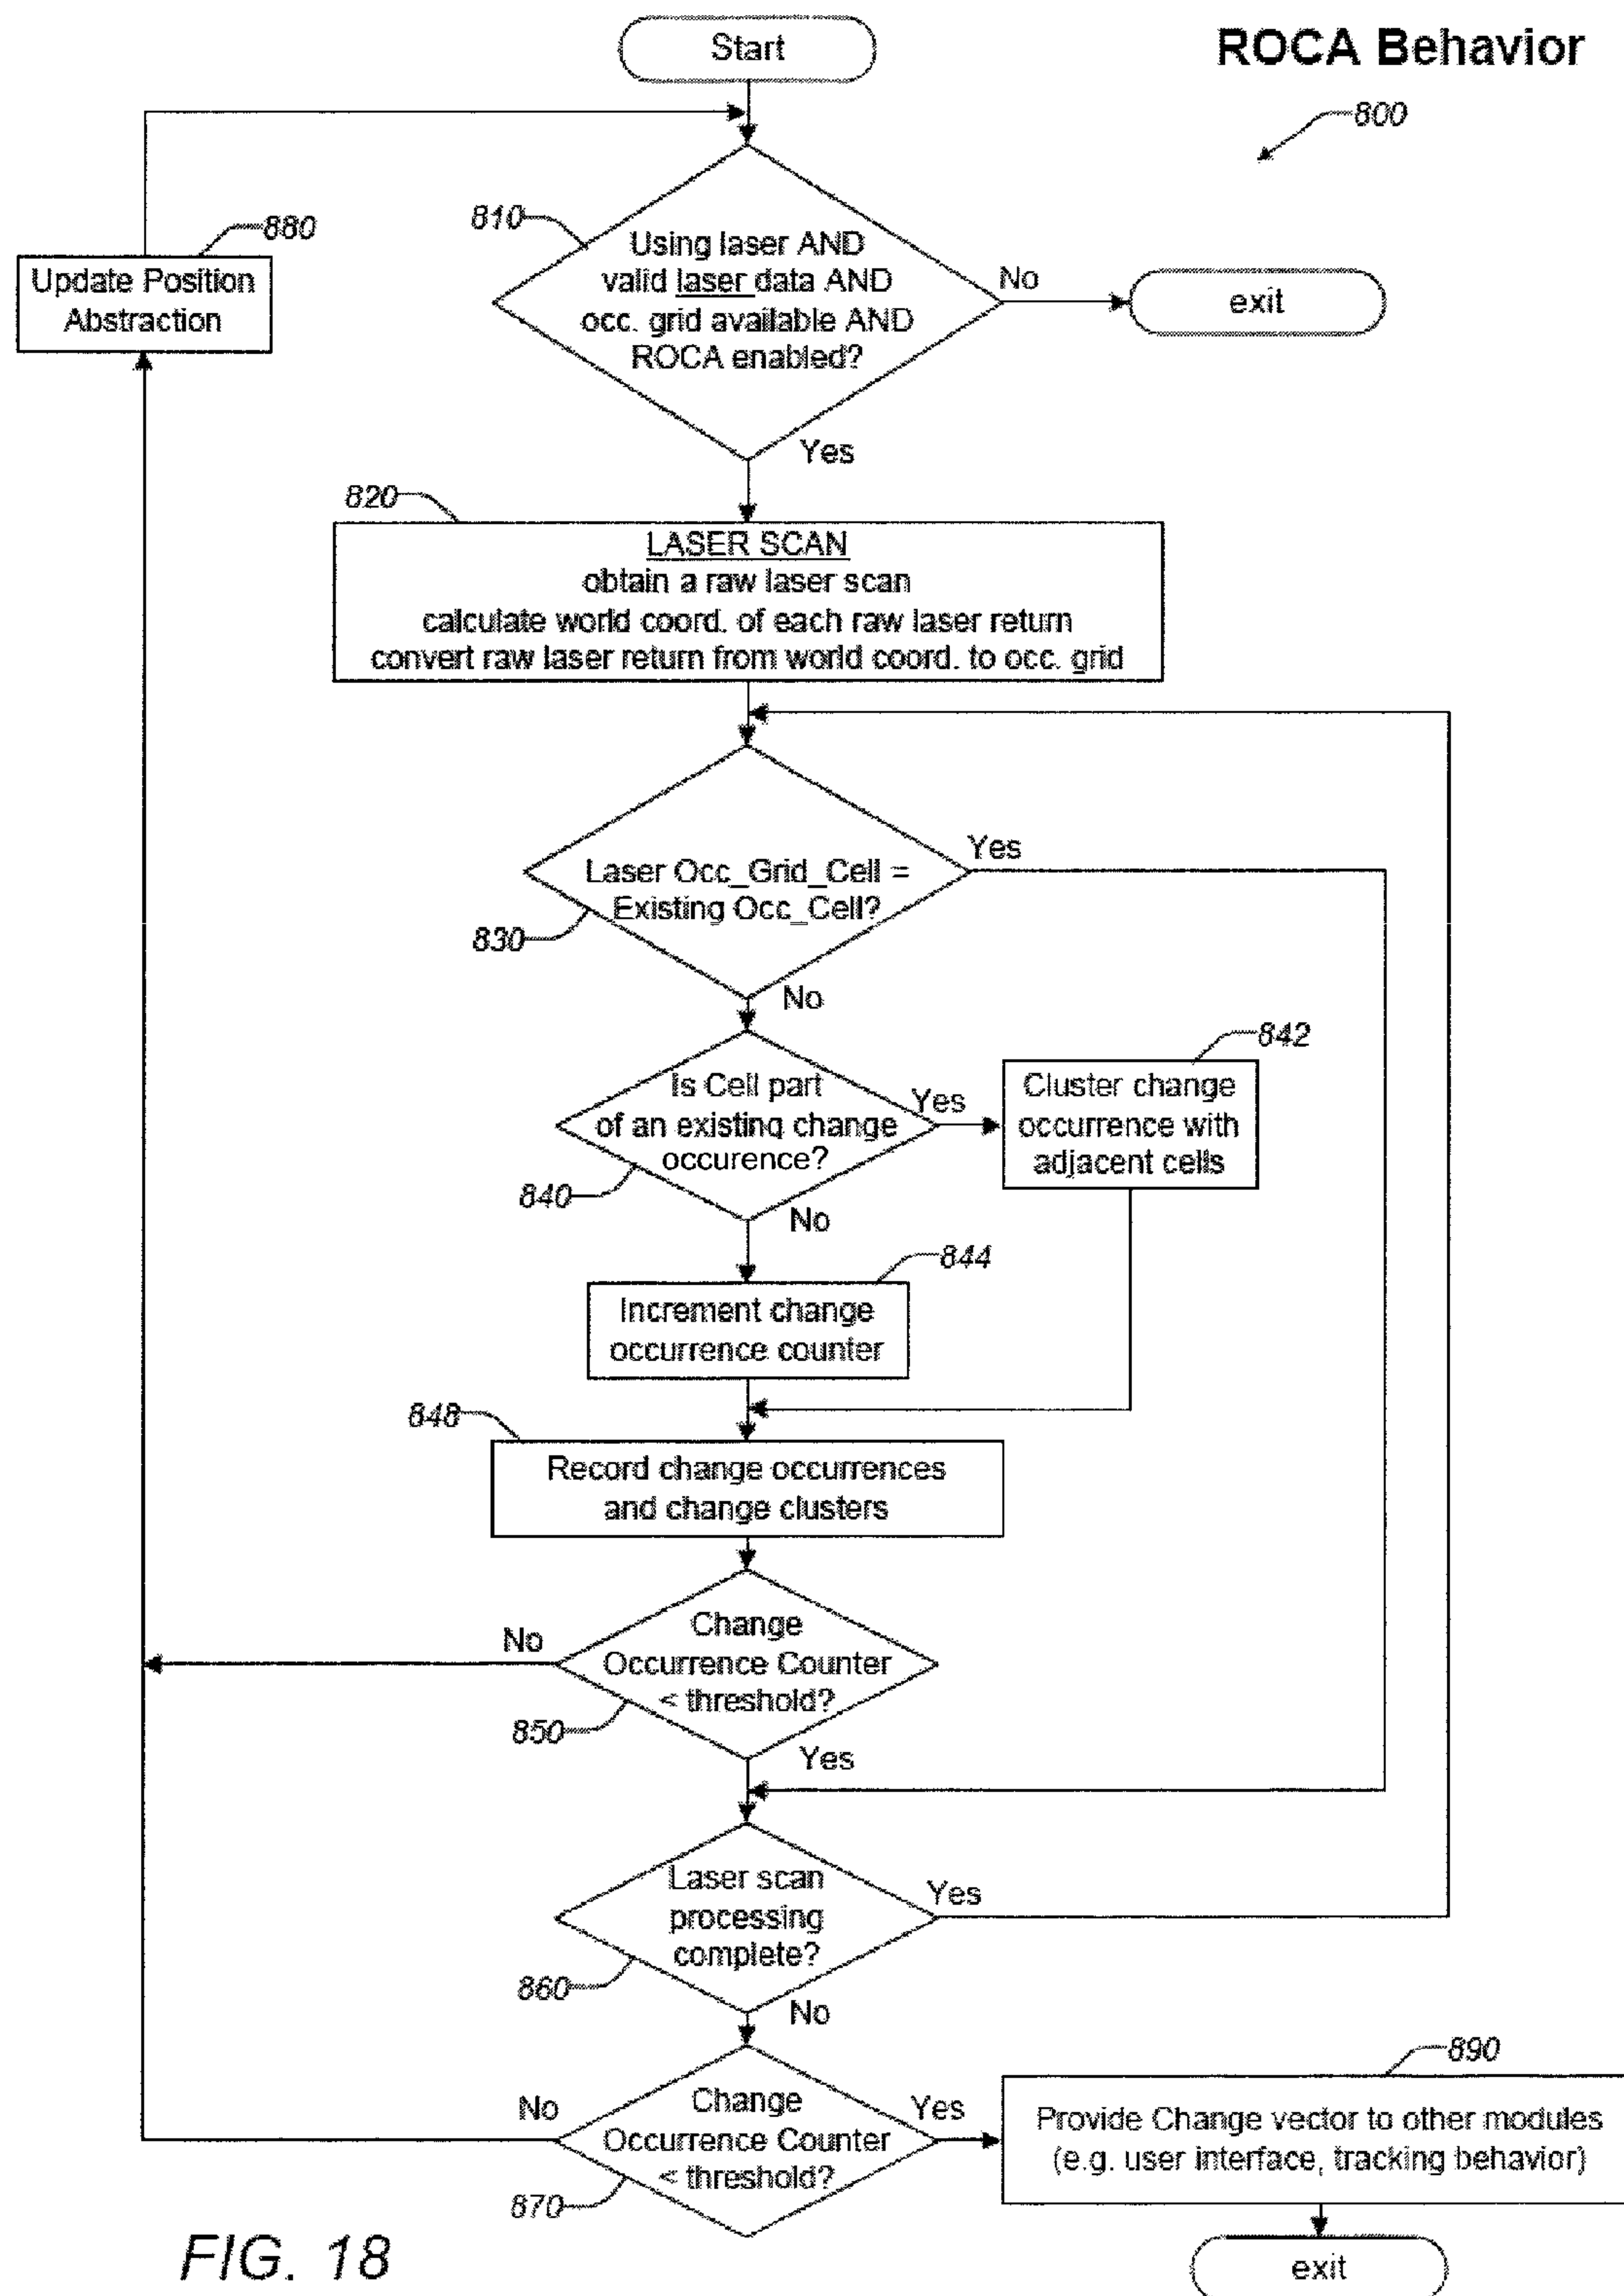 Start
ROCA Behavior
800
880
Update Position
Abstraction
810
Using laser AND
valid laser data AND
occ. grid available AND
ROCA enabled?
No
exit
Yes
820
LASER SCAN
obtain a raw laser scan
calculate world coord. of each raw laser return
convert raw laser return from world coord. to occ. grid
Yes
Laser Occ_Grid_Cell =
Existing Occ_Cell?
830
No
842
Is Cell part
of an existing change
occurence?
Yes
Cluster change
occurrence with
adjacent cells
840
No
844
Increment change
occurrence counter
848
Record change occurrences
and change clusters
No
Change
Occurrence Counter
< threshold?
850
Yes
Laser scan
processing
complete?
Yes
860
No
890
No
Change
Occurrence Counter
< threshold?
Yes
Provide Change vector to other modules
(e.g. user interface, tracking behavior)
870
exit
FIG. 18